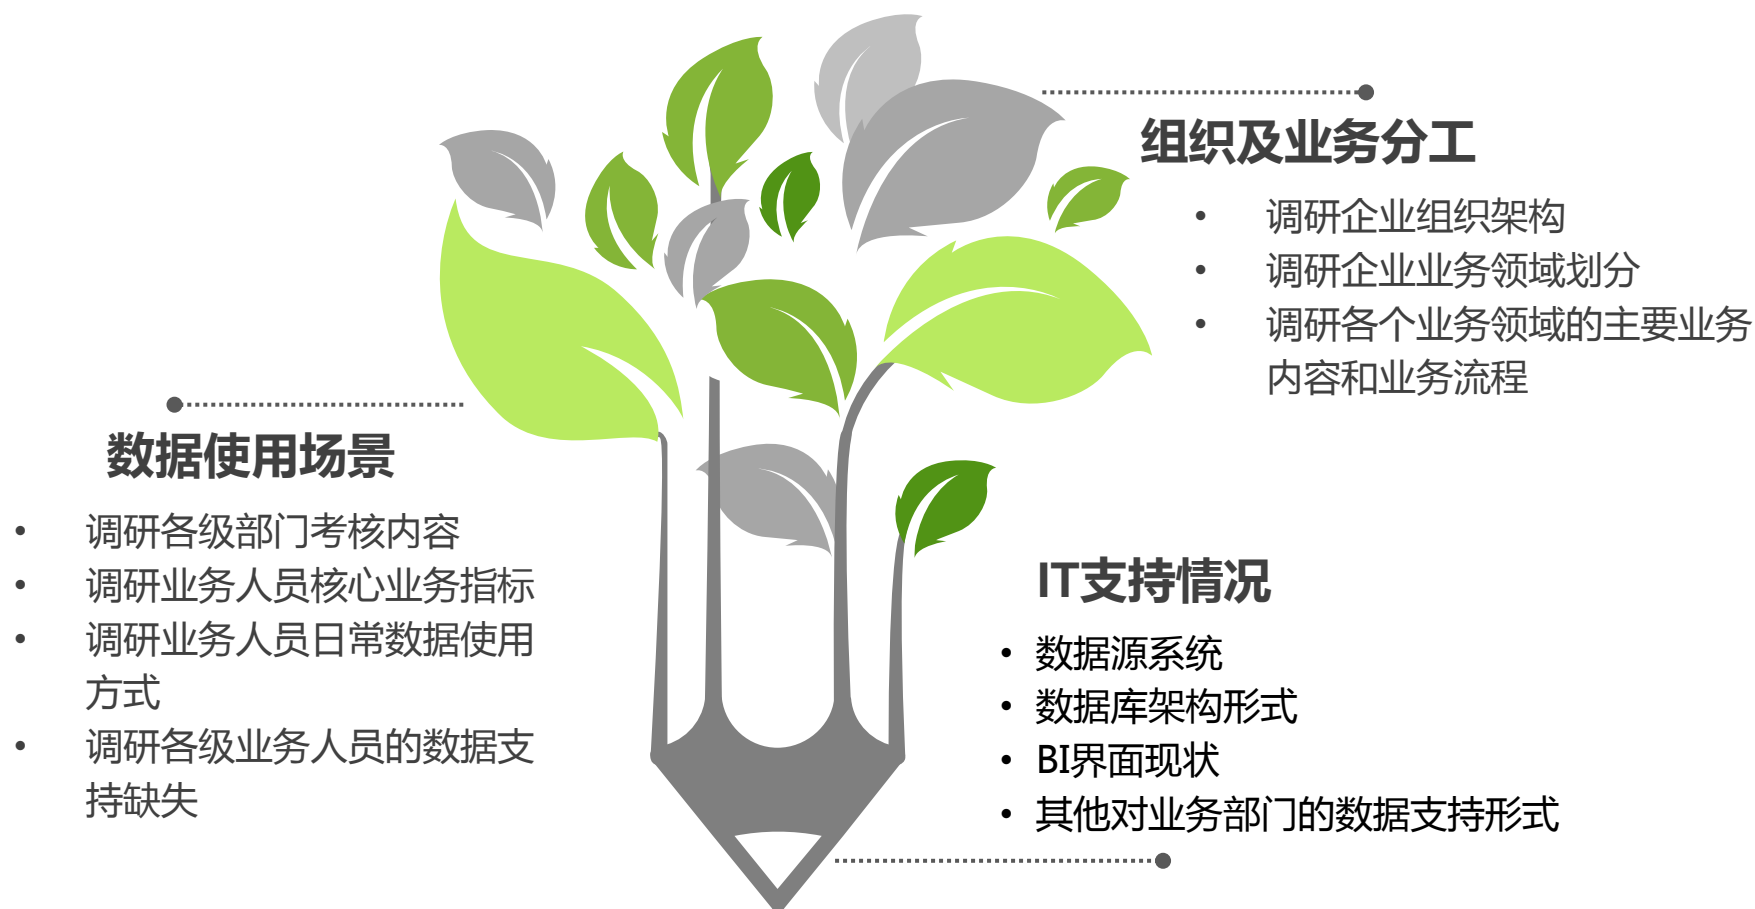 组织及业务分工
• 调研企业组织架构
• 调研企业业务领域划分
• 调研各个业务领域的主要业务
内容和业务流程
数据使用场景
• 调研各级部门考核内容
• 调研业务人员核心业务指标
• 调研业务人员日常数据使用
方式
• 调研各级业务人员的数据支
持缺失
IT支持情况
• 数据源系统
• 数据库架构形式
• BI界面现状
• 其他对业务部门的数据支持形式